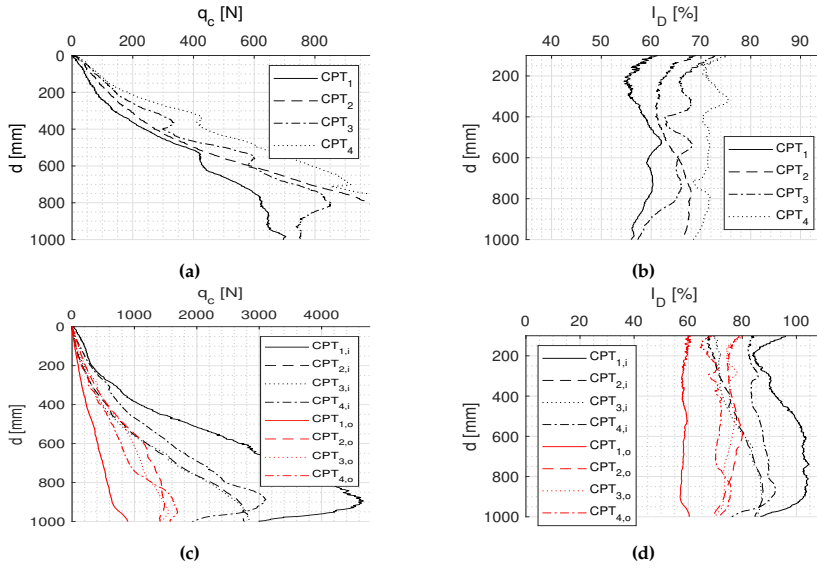 q_c [N]
0 200 400 600 800
0
200
400
600
800
1000
d [mm]
CPT_1
CPT_2
CPT_3
CPT_4
(a)
I_D [%]
40 50 60 70 80 90
200
400
600
800
1000
d [mm]
CPT_1
CPT_2
CPT_3
CPT_4
(b)
q_c [N]
0 1000 2000 3000 4000
0
200
400
600
800
1000
d [mm]
CPT_1,i
CPT_2,i
CPT_3,i
CPT_4,i
CPT_1,o
CPT_2,o
CPT_3,o
CPT_4,o
(c)
I_D [%]
0 20 40 60 80 100
200
400
600
800
1000
d [mm]
CPT_1,i
CPT_2,i
CPT_3,i
CPT_4,i
CPT_1,o
CPT_2,o
CPT_3,o
CPT_4,o
(d)